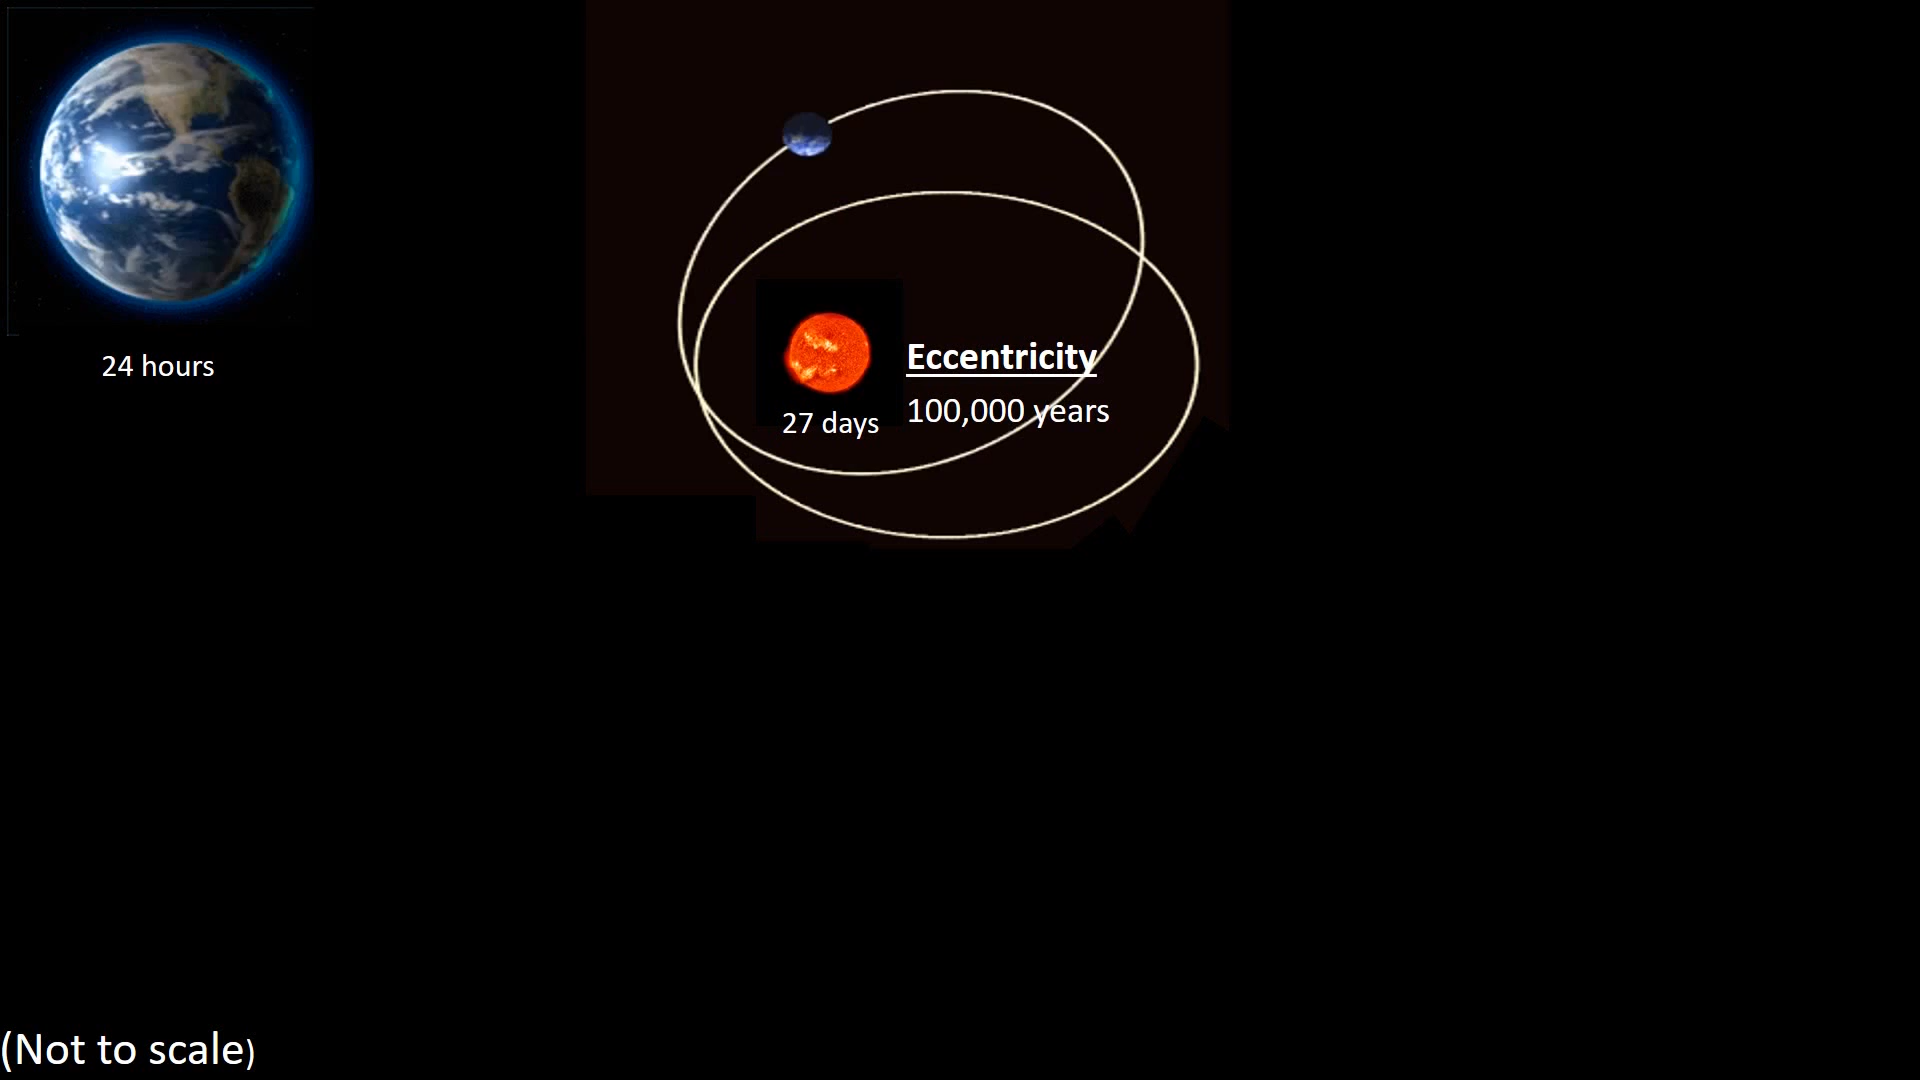 24 hours
Eccentricity
100,000 years
27 days
(Not to scale)